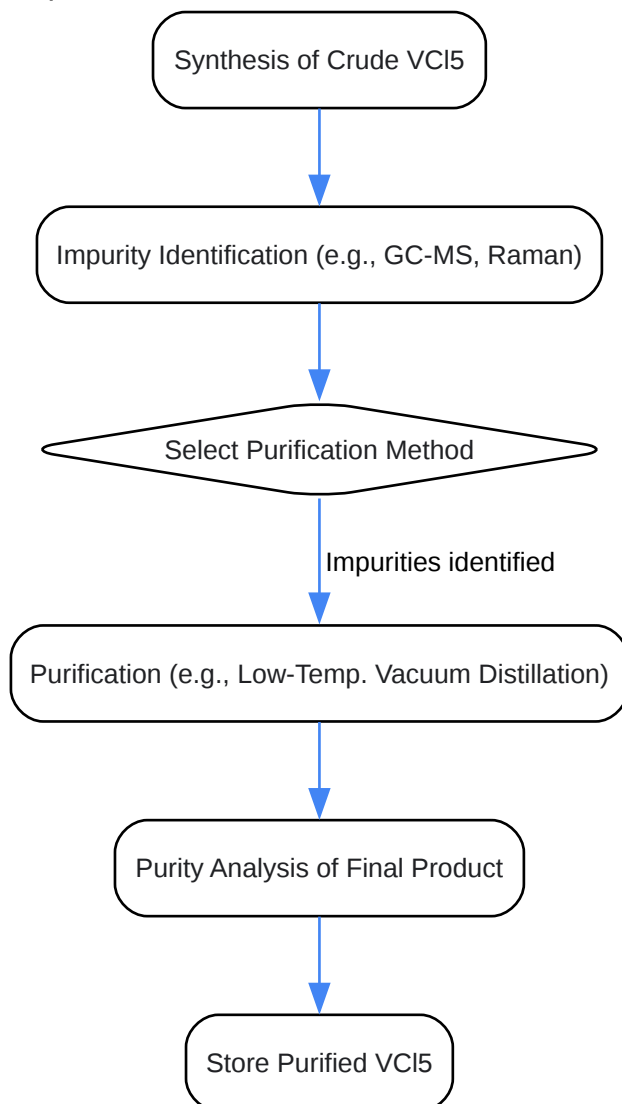 Synthesis of Crude VCl5
Impurity Identification (e.g., GC-MS, Raman)
Select Purification Method
Impurities identified
Purification (e.g., Low-Temp. Vacuum Distillation)
Purity Analysis of Final Product
Store Purified VCl5